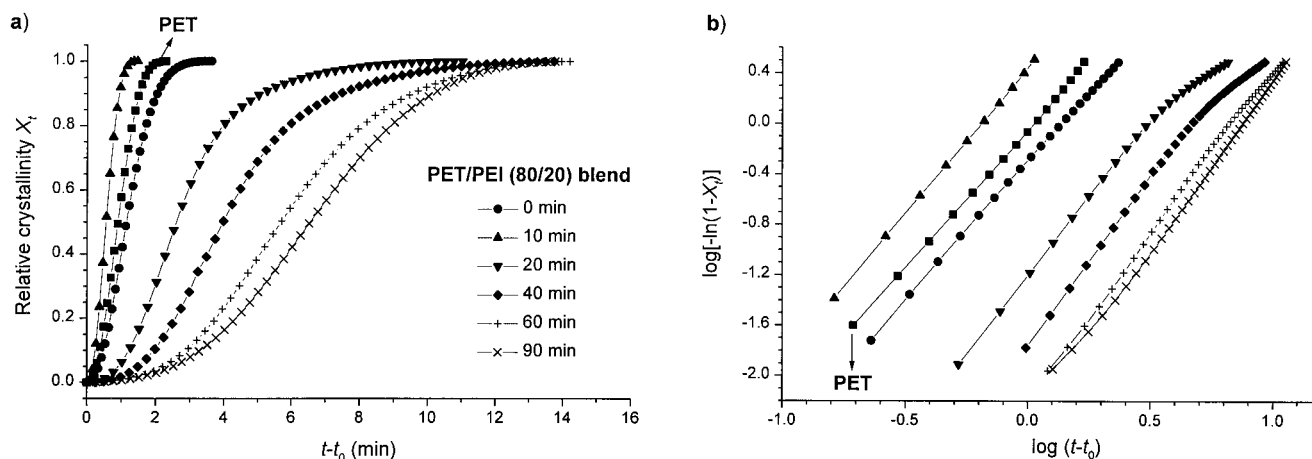 a)
PET
1.0
0.8
0.6
0.4
0.2
0.0
Relative crystallinity Xt
0 2 4 6 8 10 12 14 16
t-t0 (min)
PET/PEI (80/20) blend
0 min
10 min
20 min
40 min
60 min
90 min
b)
0.4
0.0
-0.4
-0.8
-1.2
-1.6
-2.0
log[-ln(1-Xt)]
PET
-1.0 -0.5 0.0 0.5 1.0
log (t-t0)